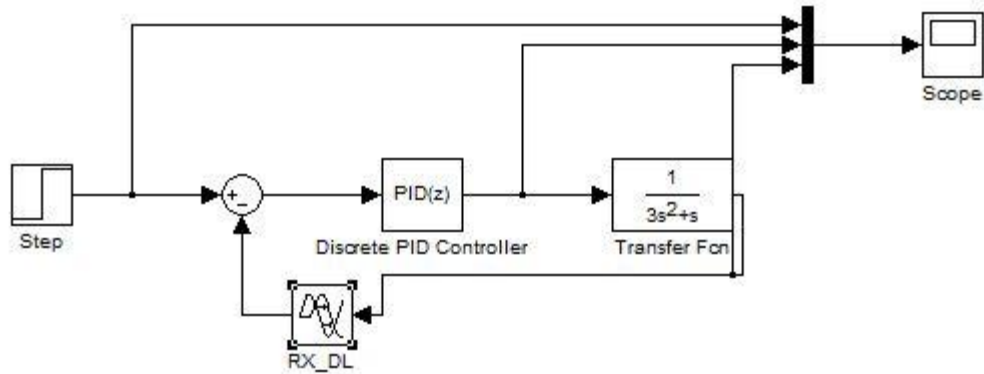 Scope
Step
+
-
PID(z)
Discrete PID Controller
1
3s²+s
Transfer Fcn
RX_DL